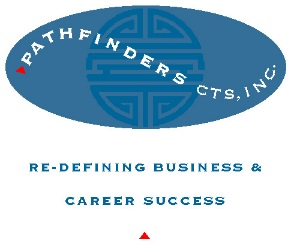 PATHFINDERS CTS, INC.
RE-DEFINING BUSINESS &
CAREER SUCCESS